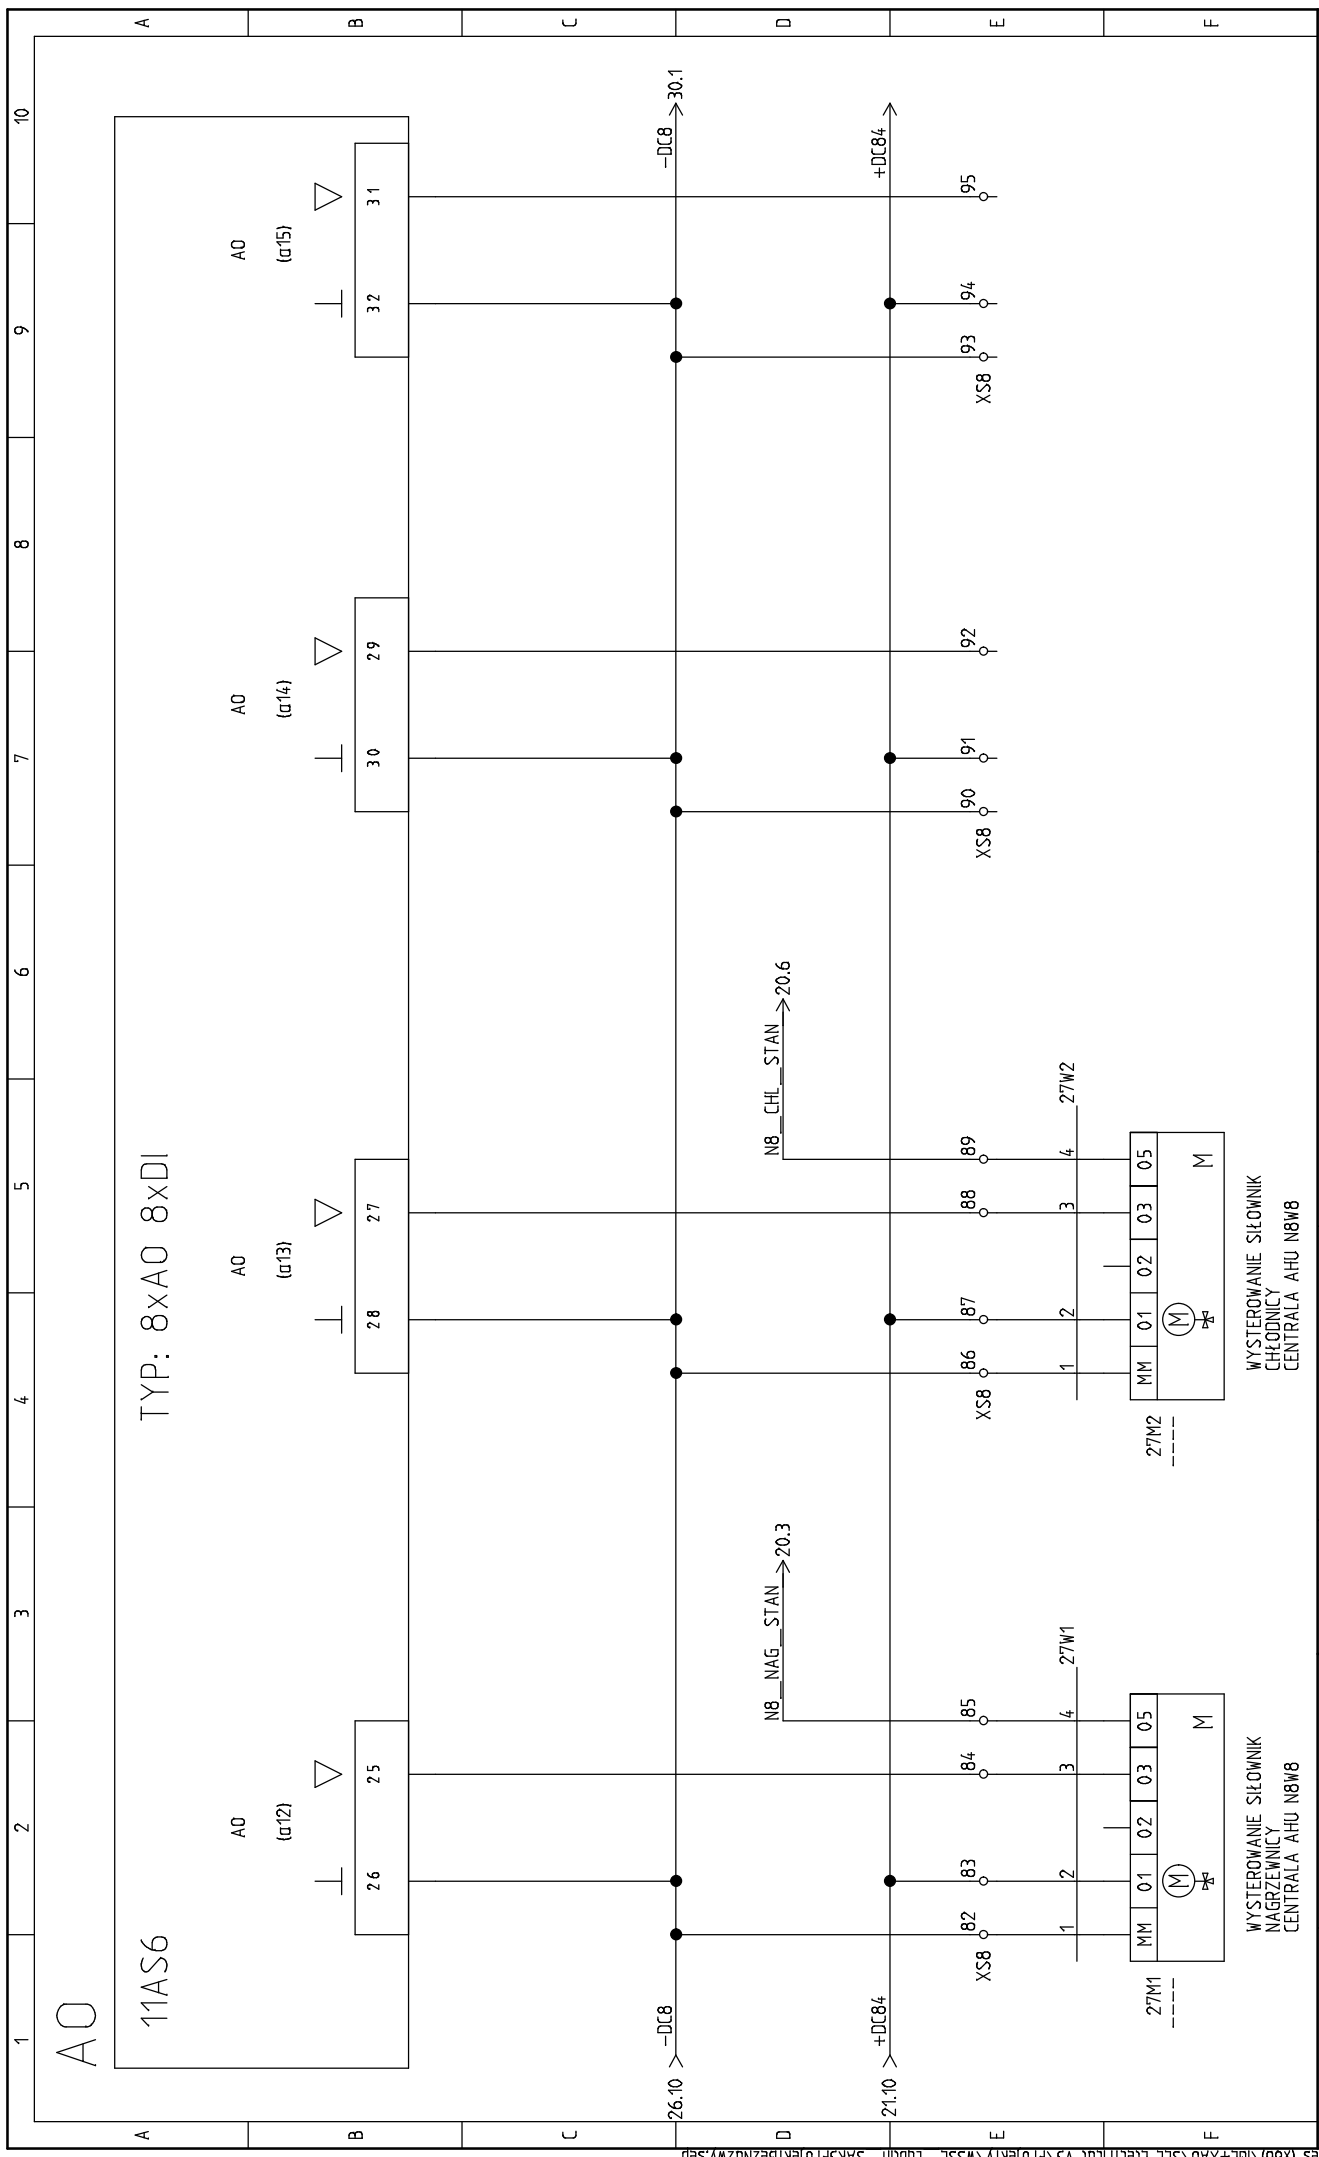 1 2 3 4 5 6 7 8 9 10
A
B
C
D
E
F
A
B
C
D
E
F
AO
11AS6
TYP: 8xAO 8xDI
AO
(a12)
26 25
AO
(a13)
28 27
AO
(a14)
30 29
AO
(a15)
32 31
26.10 -DC8
-DC8 30.1
N8_NAG_STAN 20.3
N8_CHL_STAN 20.6
21.10 +DC84
+DC84
XS8 82 83 84 85
XS8 86 87 88 89
XS8 90 91 92
XS8 93 94 95
1 2 3 4 27W1
1 2 3 4 27W2
27M1
----
MM 01 02 03 05
M M
27M2
----
MM 01 02 03 05
M M
WYSTEROWANIE SIŁOWNIK
NAGRZEWNICY
CENTRALA AHU N8W8
WYSTEROWANIE SIŁOWNIK
CHŁODNICY
CENTRALA AHU N8W8